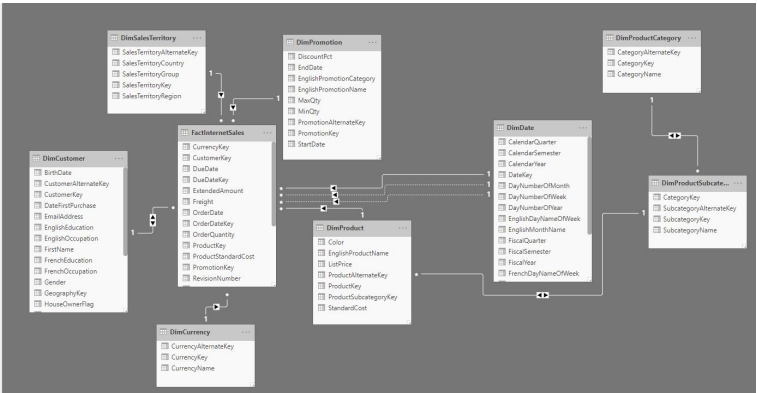 DimSalesTerritory
SalesTerritoryAlternateKey
SalesTerritoryCountry
SalesTerritoryGroup
SalesTerritoryKey
SalesTerritoryRegion
1
DimPromotion
DiscountPct
EndDate
EnglishPromotionCategory
EnglishPromotionName
MaxQty
MinQty
PromotionAlternateKey
PromotionKey
StartDate
1
DimProductCategory
CategoryAlternateKey
CategoryKey
CategoryName
1
DimCustomer
BirthDate
CustomerAlternateKey
CustomerKey
DateFirstPurchase
EmailAddress
EnglishEducation
EnglishOccupation
FirstName
FrenchEducation
FrenchOccupation
Gender
GeographyKey
HouseOwnerFlag
1
FactInternetSales
CurrencyKey
CustomerKey
DueDate
DueDateKey
ExtendedAmount
Freight
OrderDate
OrderDateKey
OrderQuantity
ProductKey
ProductStandardCost
PromotionKey
RevisionNumber
DimDate
CalendarQuarter
CalendarSemester
CalendarYear
DateKey
DayNumberOfMonth
DayNumberOfWeek
DayNumberOfYear
EnglishDayNameOfWeek
EnglishMonthName
FiscalQuarter
FiscalSemester
FiscalYear
FrenchDayNameOfWeek
1
1
1
DimProductSubcate...
CategoryKey
SubcategoryAlternateKey
SubcategoryKey
SubcategoryName
1
DimProduct
Color
EnglishProductName
ListPrice
ProductAlternateKey
ProductKey
ProductSubcategoryKey
StandardCost
1
DimCurrency
CurrencyAlternateKey
CurrencyKey
CurrencyName
1